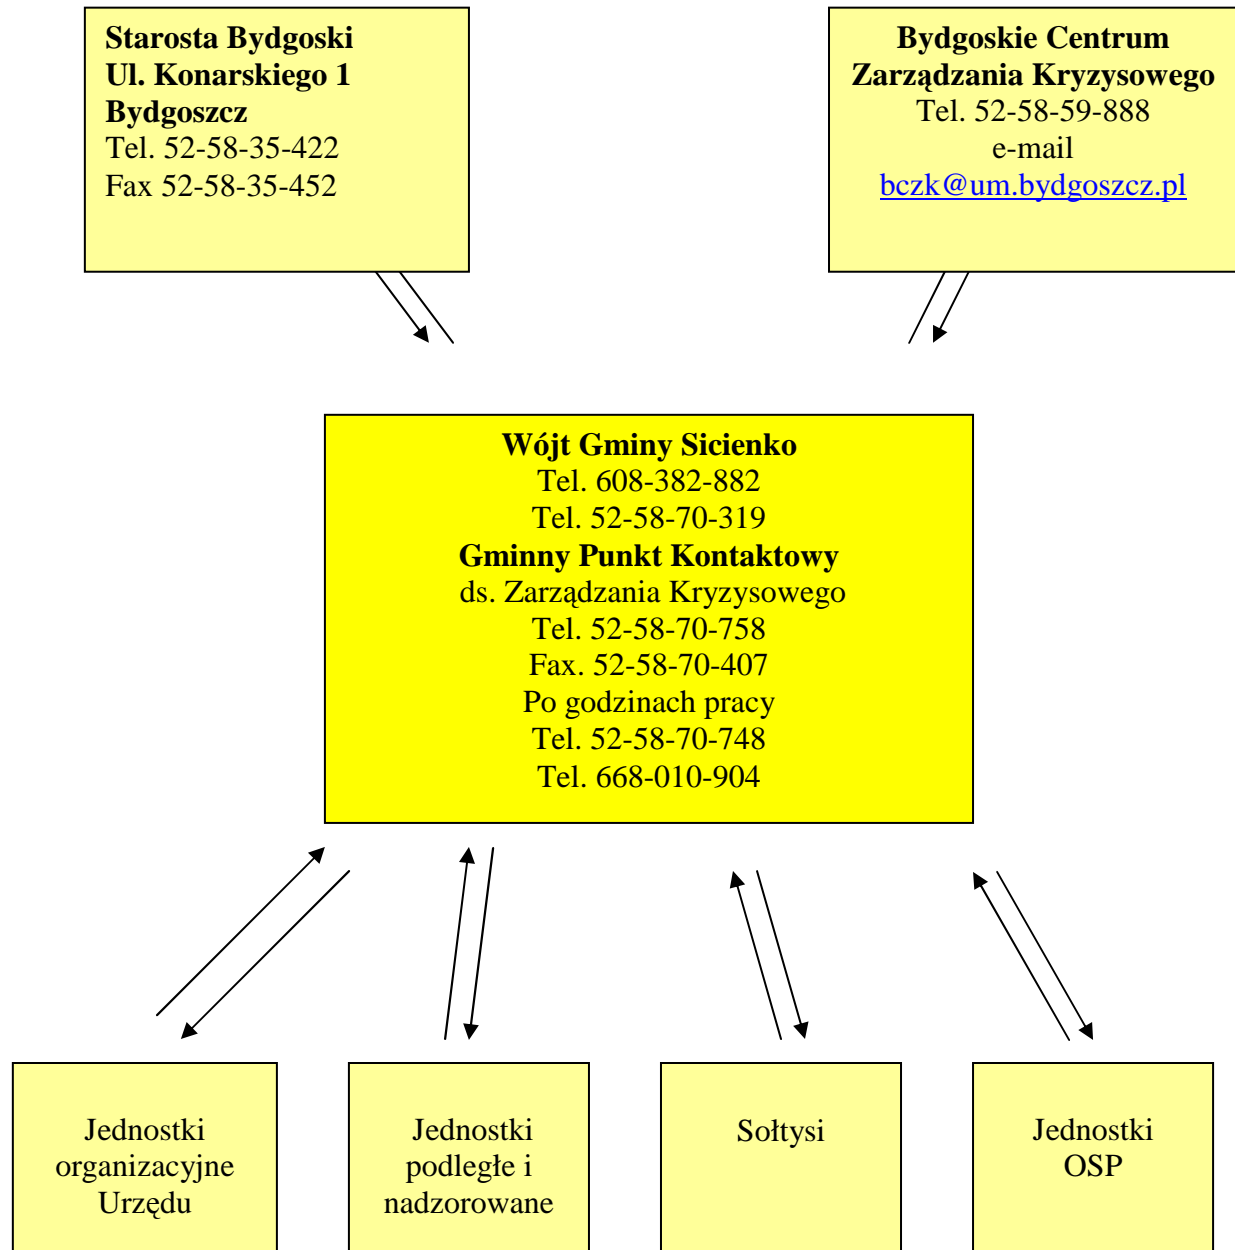 Starosta Bydgoski
Ul. Konarskiego 1
Bydgoszcz
Tel. 52-58-35-422
Fax 52-58-35-452
Bydgoskie Centrum
Zarządzania Kryzysowego
Tel. 52-58-59-888
e-mail
bczk@um.bydgoszcz.pl
Wójt Gminy Sicienko
Tel. 608-382-882
Tel. 52-58-70-319
Gminny Punkt Kontaktowy
ds. Zarządzania Kryzysowego
Tel. 52-58-70-758
Fax. 52-58-70-407
Po godzinach pracy
Tel. 52-58-70-748
Tel. 668-010-904
Jednostki
organizacyjne
Urzędu
Jednostki
podległe i
nadzorowane
Sołtysi
Jednostki
OSP